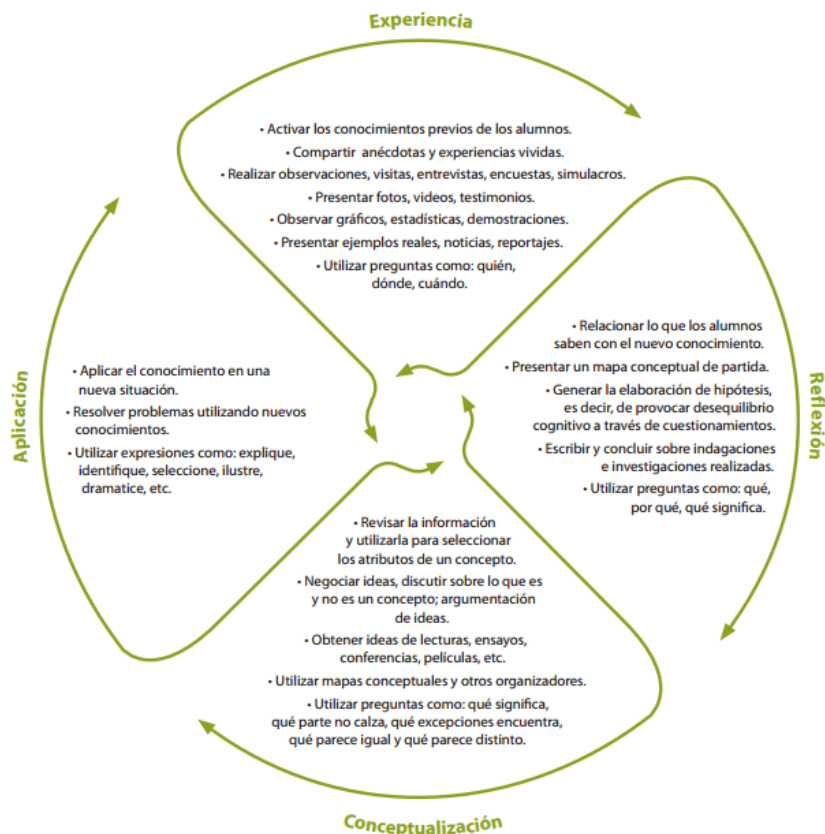 Experiencia
• Activar los conocimientos previos de los alumnos.
• Compartir anécdotas y experiencias vividas.
• Realizar observaciones, visitas, entrevistas, encuestas, simulacros.
• Presentar fotos, videos, testimonios.
• Observar gráficos, estadísticas, demostraciones.
• Presentar ejemplos reales, noticias, reportajes.
• Utilizar preguntas como: quién,
dónde, cuándo.
Reflexión
• Relacionar lo que los alumnos
saben con el nuevo conocimiento.
• Presentar un mapa conceptual de partida.
• Generar la elaboración de hipótesis,
es decir, de provocar desequilibrio
cognitivo a través de cuestionamientos.
• Escribir y concluir sobre indagaciones
e investigaciones realizadas.
• Utilizar preguntas como: qué,
por qué, qué significa.
Conceptualización
• Revisar la información
y utilizarla para seleccionar
los atributos de un concepto.
• Negociar ideas, discutir sobre lo que es
y no es un concepto; argumentación
de ideas.
• Obtener ideas de lecturas, ensayos,
conferencias, películas, etc.
• Utilizar mapas conceptuales y otros organizadores.
• Utilizar preguntas como: qué significa,
qué parte no calza, qué excepciones encuentra,
qué parece igual y qué parece distinto.
Aplicación
• Aplicar el conocimiento en una
nueva situación.
• Resolver problemas utilizando nuevos
conocimientos.
• Utilizar expresiones como: explique,
identifique, seleccione, ilustre,
dramatice, etc.